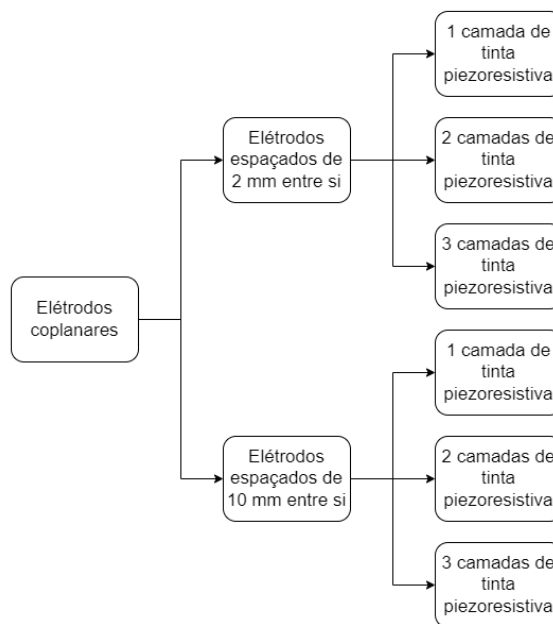 1 camada de
tinta
piezoresistiva
Elétrodos
espaçados de
2 mm entre si
2 camadas de
tinta
piezoresistiva
3 camadas de
tinta
piezoresistiva
Elétrodos
coplanares
1 camada de
tinta
piezoresistiva
Elétrodos
espaçados de
10 mm entre si
2 camadas de
tinta
piezoresistiva
3 camadas de
tinta
piezoresistiva